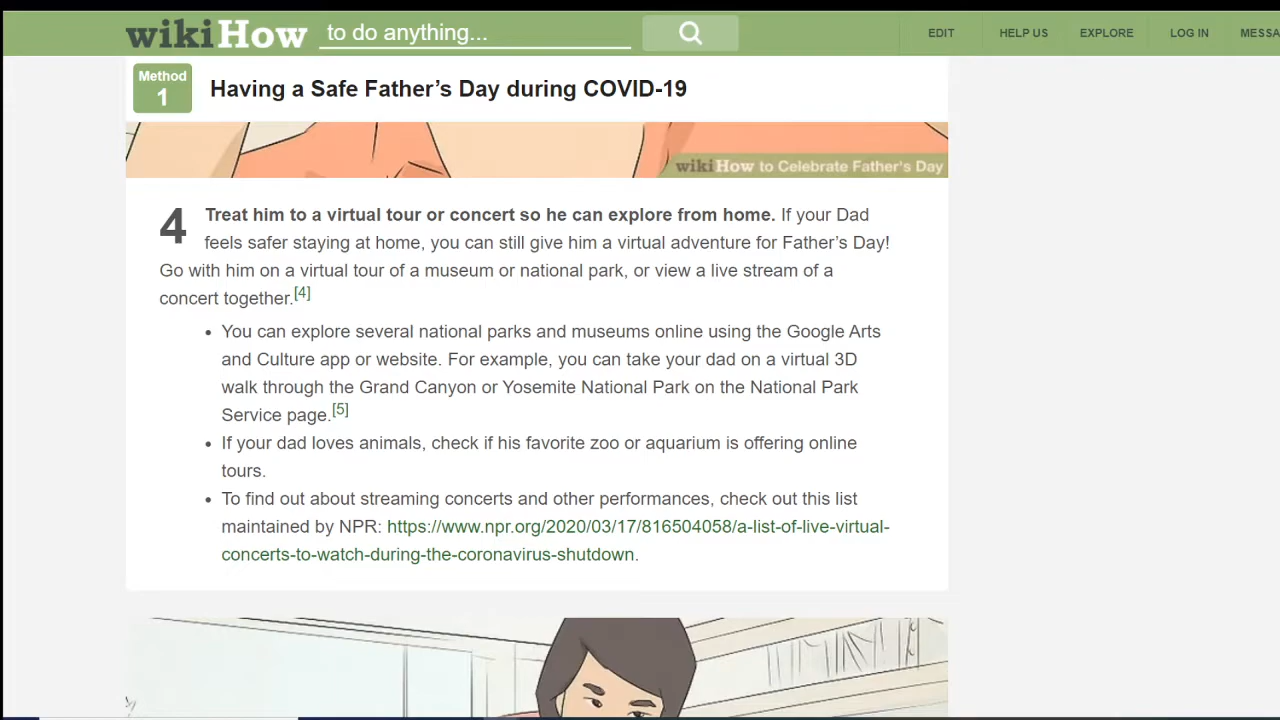 wikiHow to do anything...
EDIT HELP US EXPLORE LOG IN MESSA
Method
1
Having a Safe Father’s Day during COVID-19
wikiHow to Celebrate Father's Day
4 Treat him to a virtual tour or concert so he can explore from home. If your Dad
feels safer staying at home, you can still give him a virtual adventure for Father’s Day!
Go with him on a virtual tour of a museum or national park, or view a live stream of a
concert together.[4]
• You can explore several national parks and museums online using the Google Arts
and Culture app or website. For example, you can take your dad on a virtual 3D
walk through the Grand Canyon or Yosemite National Park on the National Park
Service page.[5]
• If your dad loves animals, check if his favorite zoo or aquarium is offering online
tours.
• To find out about streaming concerts and other performances, check out this list
maintained by NPR: https://www.npr.org/2020/03/17/816504058/a-list-of-live-virtual-
concerts-to-watch-during-the-coronavirus-shutdown.